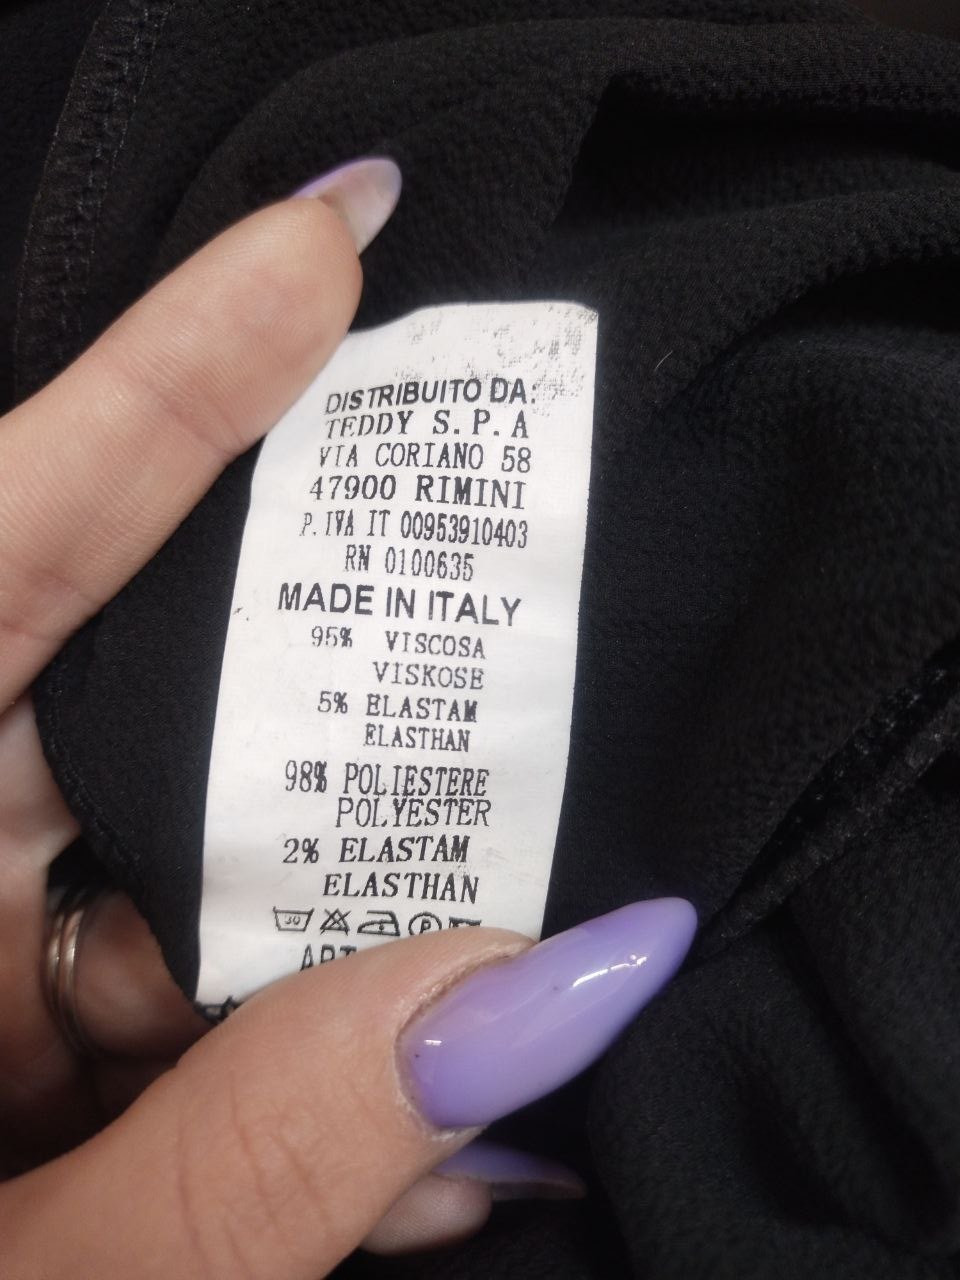 DISTRIBUITO DA:
TEDDY S.P.A
VIA CORIANO 58
47900 RIMINI
P.IVA IT 00953910403
RN 0100635
MADE IN ITALY
95% VISCOSA
VISKOSE
5% ELASTAM
ELASTHAN
98% POLIESTERE
POLYESTER
2% ELASTAM
ELASTHAN
30 P